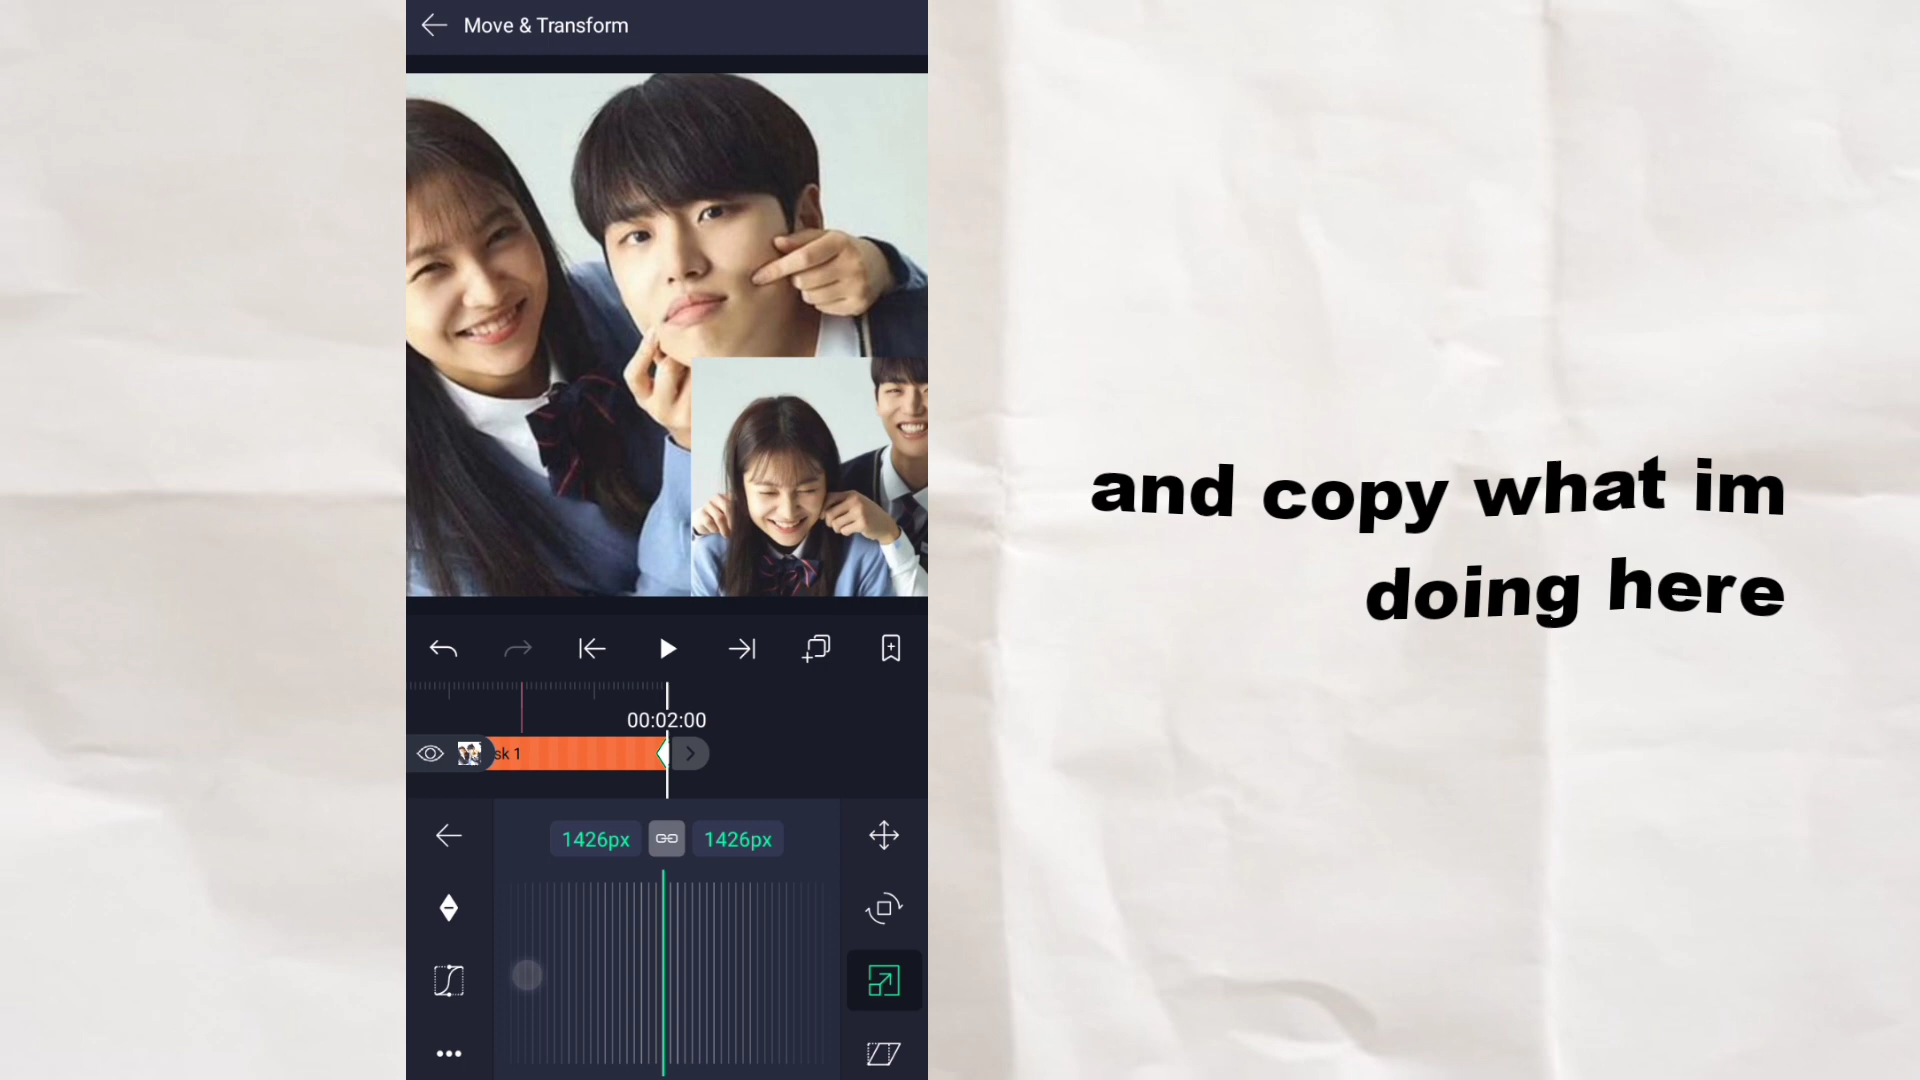 Move & Transform
00:02:00
sk 1
1426px 1426px
and copy what im
doing here